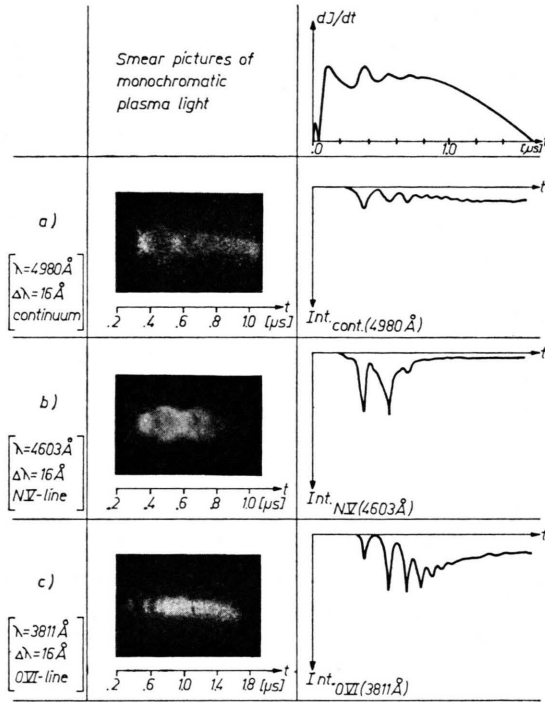 Smear pictures of
monochromatic
plasma light
dJ/dt
.0
1.0
[µs]
t
a)
λ=4980Å
Δλ=16Å
continuum
t
.2 .4 .6 .8 1.0 [µs]
t
Int.cont.(4980Å)
b)
λ=4603Å
Δλ=16Å
NV-line
t
.2 .4 .6 .8 1.0 [µs]
t
Int.NV(4603Å)
c)
λ=3811Å
Δλ=16Å
OVI-line
t
.2 .6 1.0 1.4 1.8 [µs]
t
Int.OVI(3811Å)